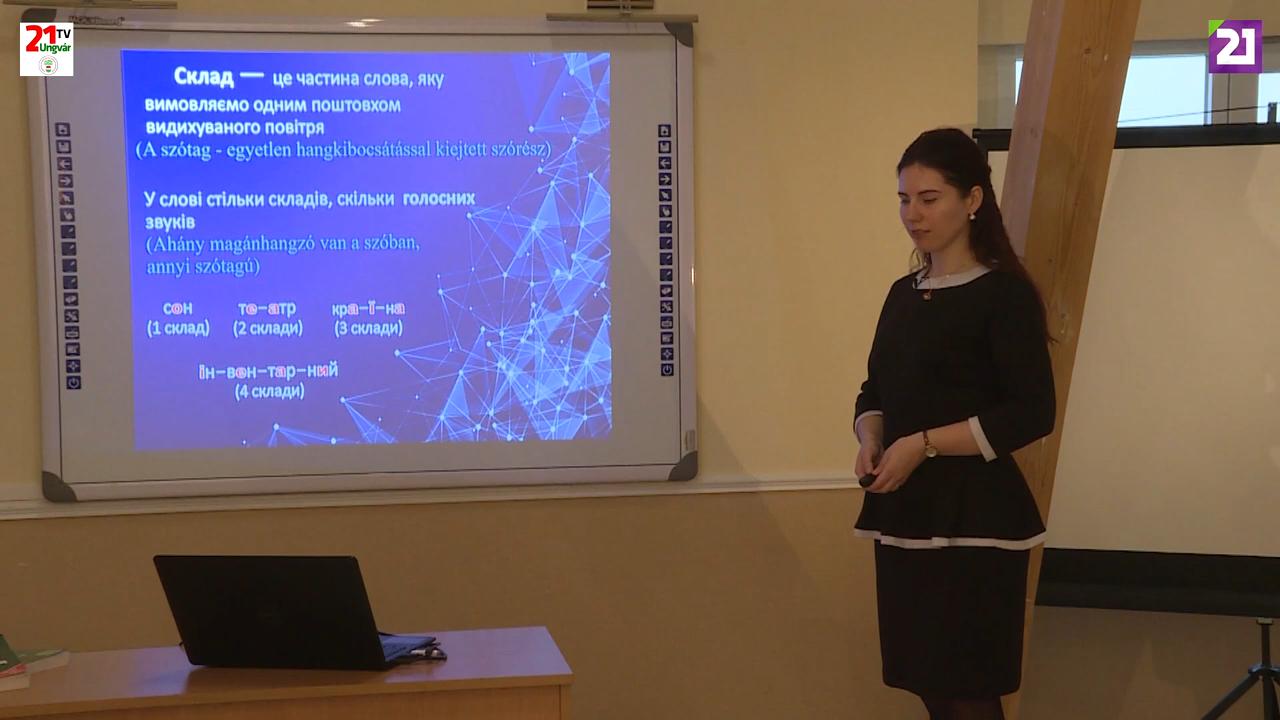 21 TV
Ungvár
21
Склад — це частина слова, яку
вимовляємо одним поштовхом
видихуваного повітря
(A szótag - egyetlen hangkibocsátással kiejtett szórész)
У слові стільки складів, скільки голосних
звуків
(Ahány magánhangzó van a szóban,
annyi szótagú)
сон те–атр кра–ї–на
(1 склад) (2 склади) (3 склади)
ін–вен–тар–ний
(4 склади)